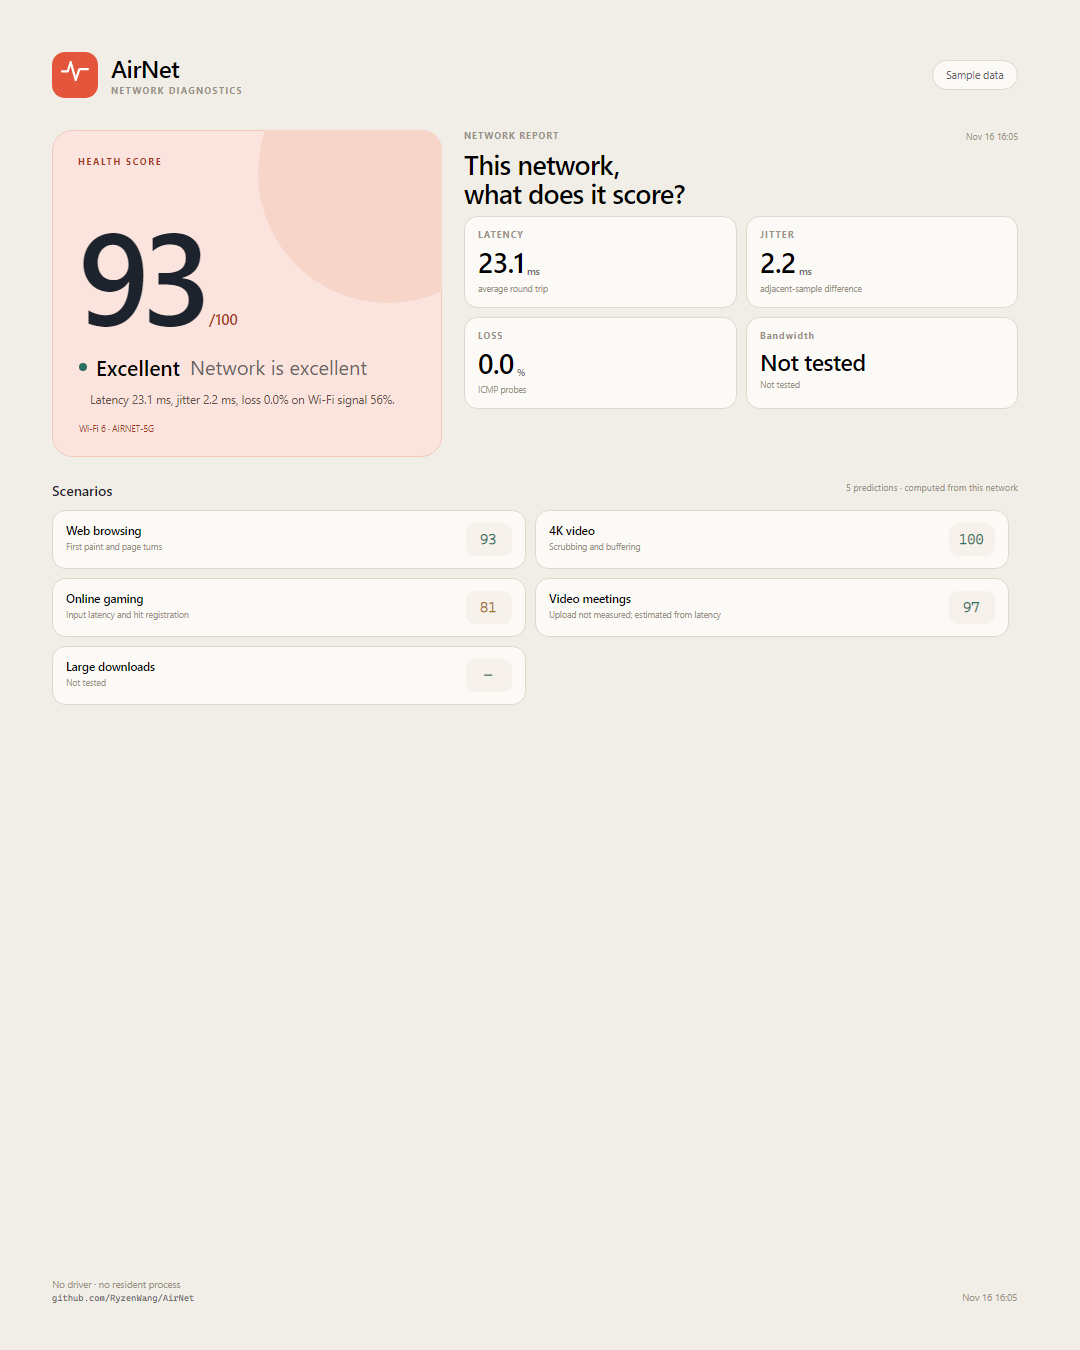 AirNet
NETWORK DIAGNOSTICS
Sample data
HEALTH SCORE
93 /100
Excellent Network is excellent
Latency 23.1 ms, jitter 2.2 ms, loss 0.0% on Wi-Fi signal 56%.
Wi-Fi 6 · AIRNET-5G
NETWORK REPORT
Nov 16 16:05
This network,
what does it score?
LATENCY
23.1 ms
average round trip
JITTER
2.2 ms
adjacent-sample difference
LOSS
0.0 %
ICMP probes
Bandwidth
Not tested
Not tested
Scenarios
5 predictions · computed from this network
Web browsing
First paint and page turns
93
4K video
Scrubbing and buffering
100
Online gaming
Input latency and hit registration
81
Video meetings
Upload not measured; estimated from latency
97
Large downloads
Not tested
—
No driver · no resident process
github.com/RyzenWang/AirNet
Nov 16 16:05